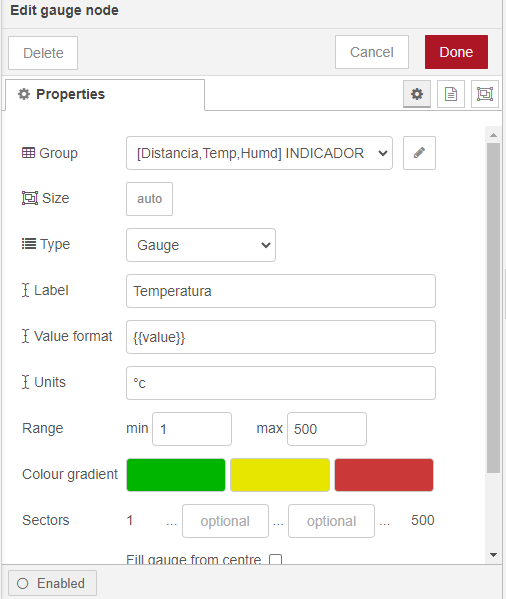 Edit gauge node
Delete
Cancel
Done
Properties
Group
[Distancia,Temp,Humd] INDICADOR
Size
auto
Type
Gauge
Label
Temperatura
Value format
{{value}}
Units
°c
Range
min 1
max 500
Colour gradient
Sectors
1 ... optional ... optional ... 500
Fill gauge from centre
Enabled